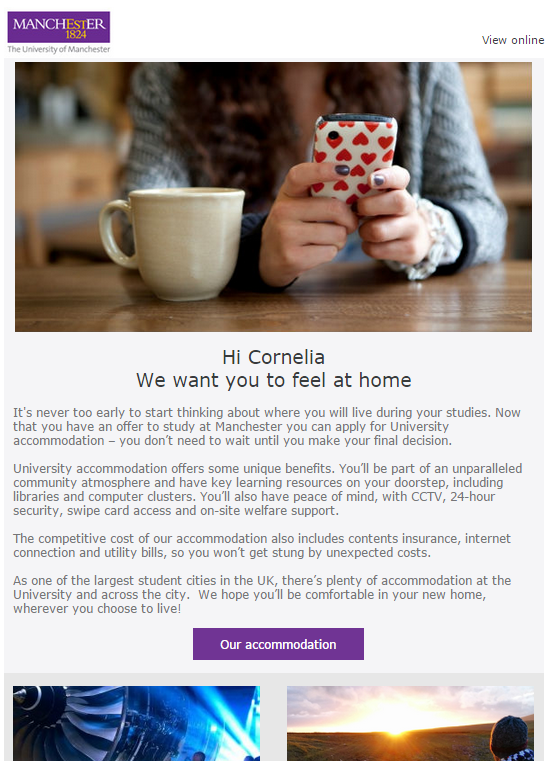 MANCHESTER
1824
The University of Manchester
View online
Hi Cornelia
We want you to feel at home
It's never too early to start thinking about where you will live during your studies. Now
that you have an offer to study at Manchester you can apply for University
accommodation – you don't need to wait until you make your final decision.
University accommodation offers some unique benefits. You'll be part of an unparalleled
community atmosphere and have key learning resources on your doorstep, including
libraries and computer clusters. You'll also have peace of mind, with CCTV, 24-hour
security, swipe card access and on-site welfare support.
The competitive cost of our accommodation also includes contents insurance, internet
connection and utility bills, so you won't get stung by unexpected costs.
As one of the largest student cities in the UK, there's plenty of accommodation at the
University and across the city.  We hope you'll be comfortable in your new home,
wherever you choose to live!
Our accommodation